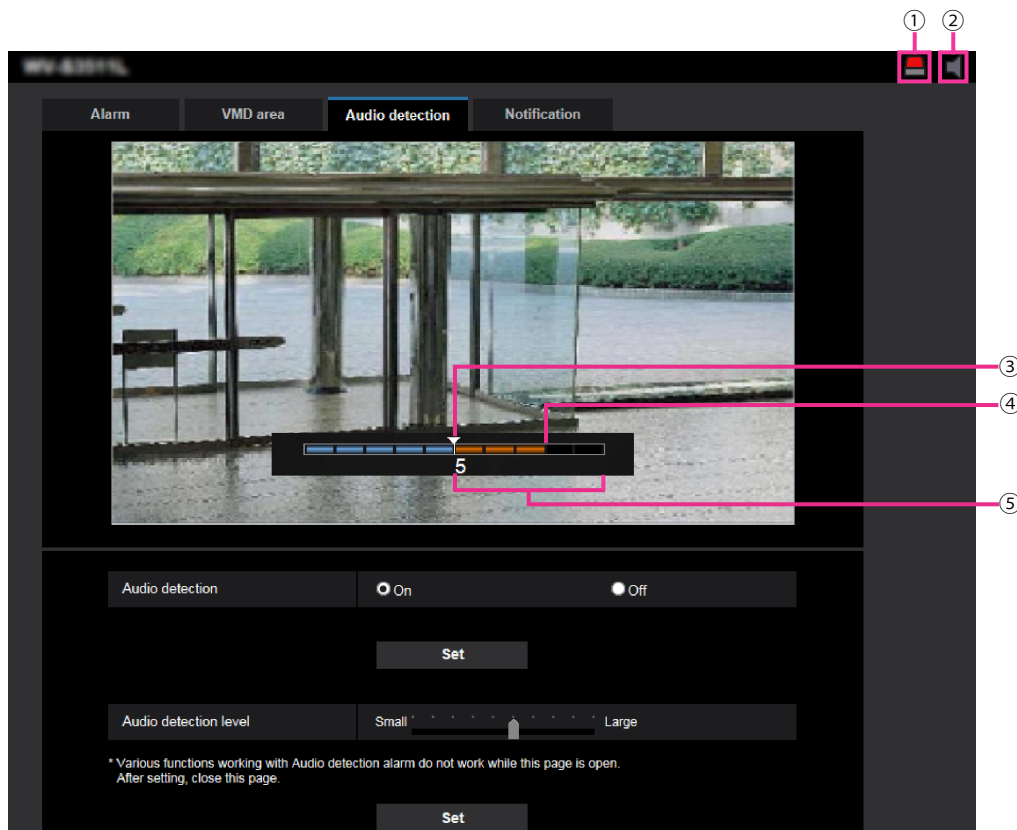 ① ②
Alarm VMD area Audio detection Notification
③
④
5
⑤
Audio detection On Off
Set
Audio detection level Small Large
* Various functions working with Audio detection alarm do not work while this page is open.
After setting, close this page.
Set